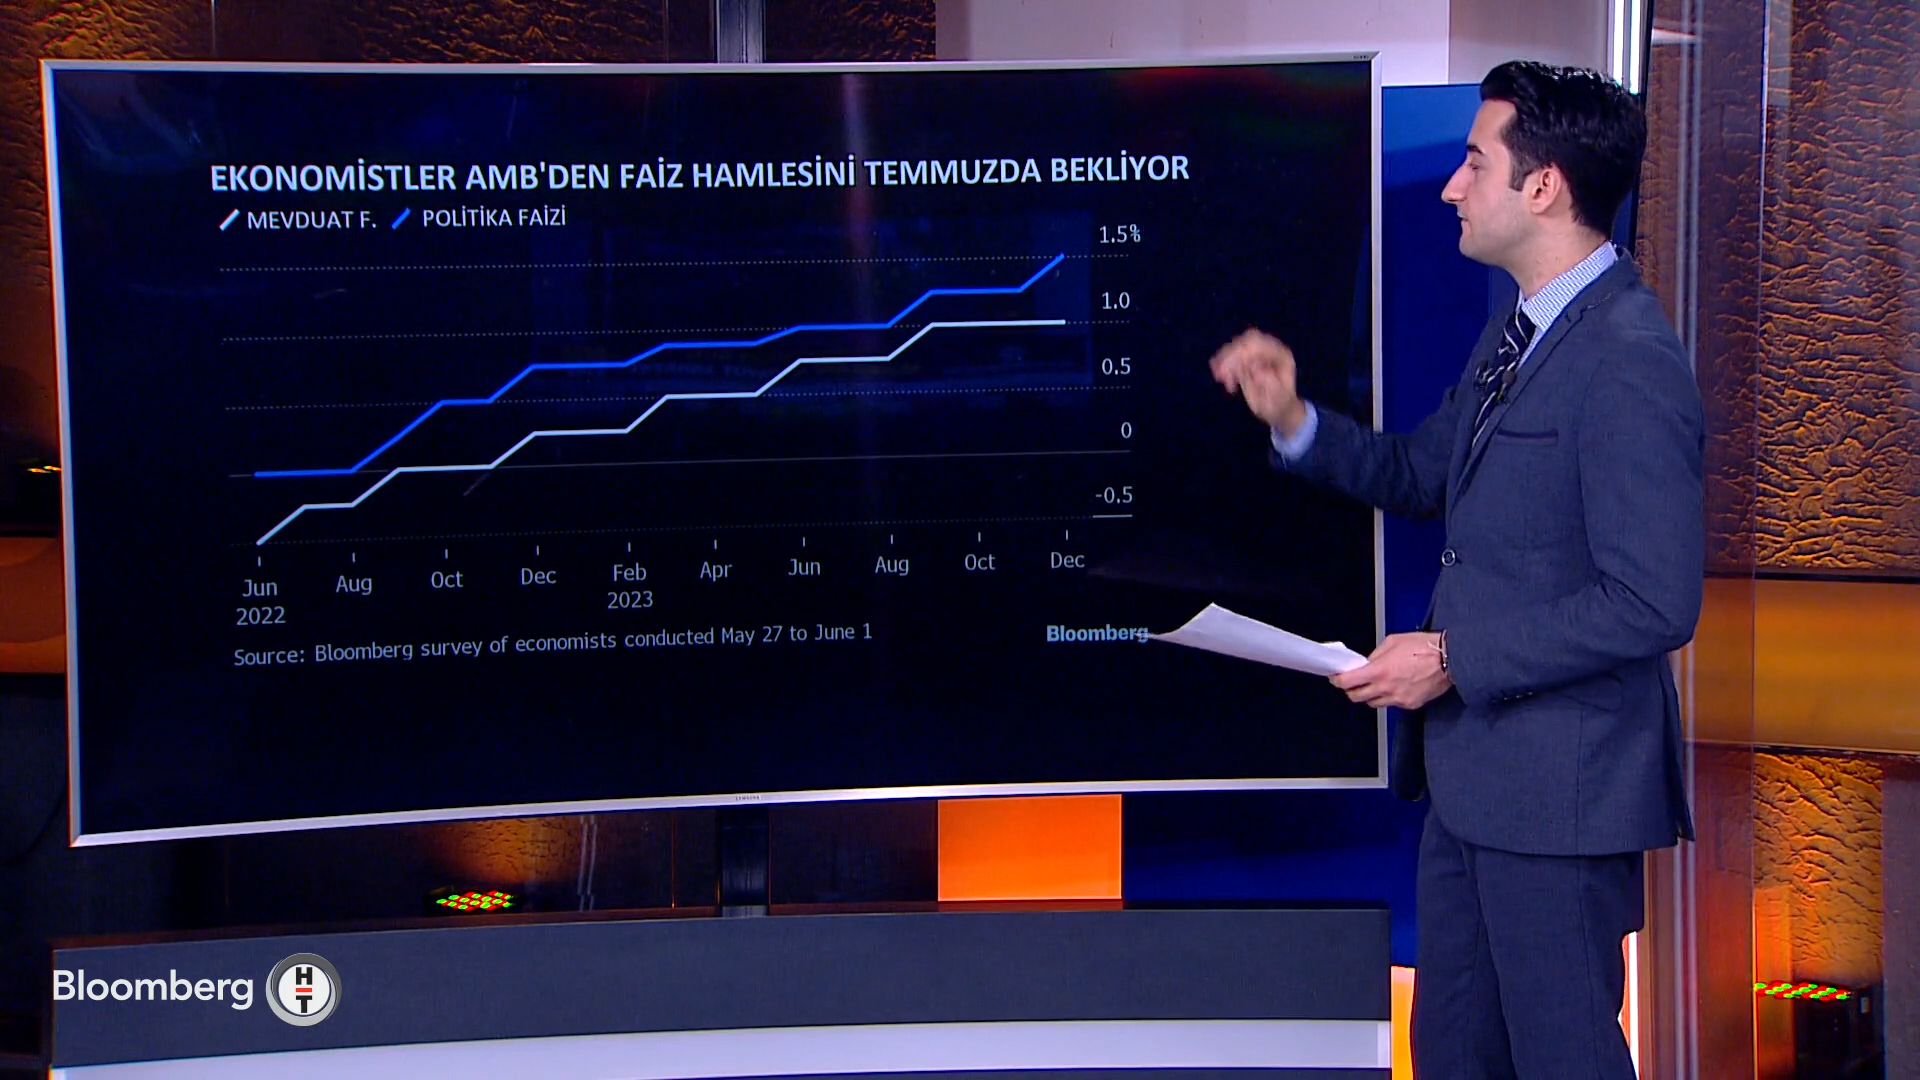 EKONOMİSTLER AMB'DEN FAİZ HAMLESİNİ TEMMUZDA BEKLİYOR
MEVDUAT F. POLİTİKA FAİZİ
1.5%
1.0
0.5
0
-0.5
Jun Aug Oct Dec Feb Apr Jun Aug Oct Dec
2022 2023
Source: Bloomberg survey of economists conducted May 27 to June 1
Bloomberg
SAMSUNG
Bloomberg HT